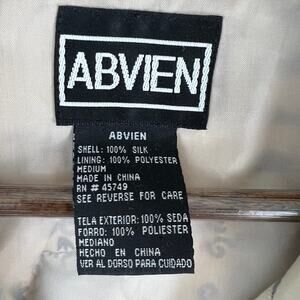 ABVIEN
ABVIEN
SHELL: 100% SILK
LINING: 100% POLYESTER
MEDIUM
MADE IN CHINA
RN # 45749
SEE REVERSE FOR CARE
TELA EXTERIOR: 100% SEDA
FORRO: 100% POLIESTER
MEDIANO
HECHO EN CHINA
VER AL DORSO PARA CUIDADO